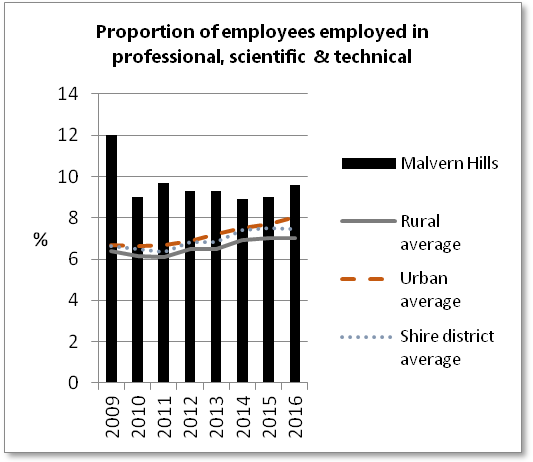 Proportion of employees employed in
professional, scientific & technical
14
12
10
8
6
4
2
0
%
2009
2010
2011
2012
2013
2014
2015
2016
Malvern Hills
Rural
average
Urban
average
Shire district
average